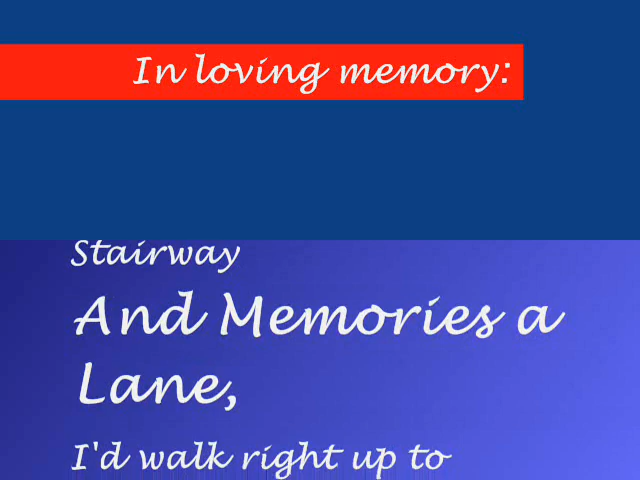 In loving memory:
Stairway
And Memories a
Lane,
I'd walk right up to